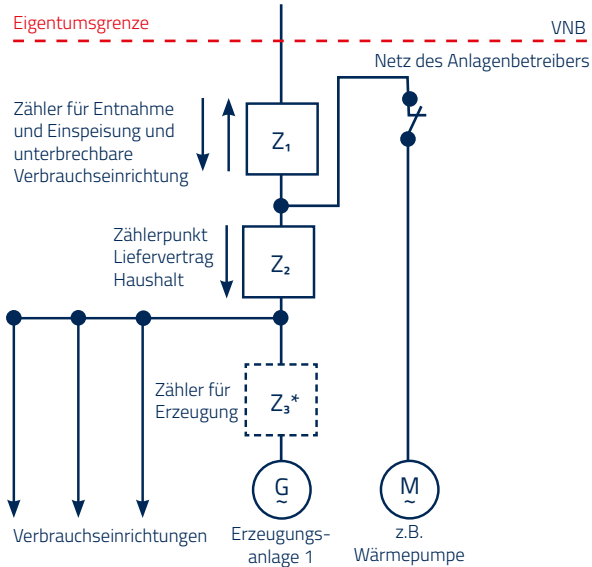 Eigentumsgrenze
VNB
Netz des Anlagenbetreibers
Zähler für Entnahme
und Einspeisung und
unterbrechbare
Verbrauchseinrichtung
Z₁
Zählerpunkt
Liefervertrag
Haushalt
Z₂
Zähler für
Erzeugung
Z₃*
G
~
M
~
Verbrauchseinrichtungen
Erzeugungs-
anlage 1
z.B.
Wärmepumpe